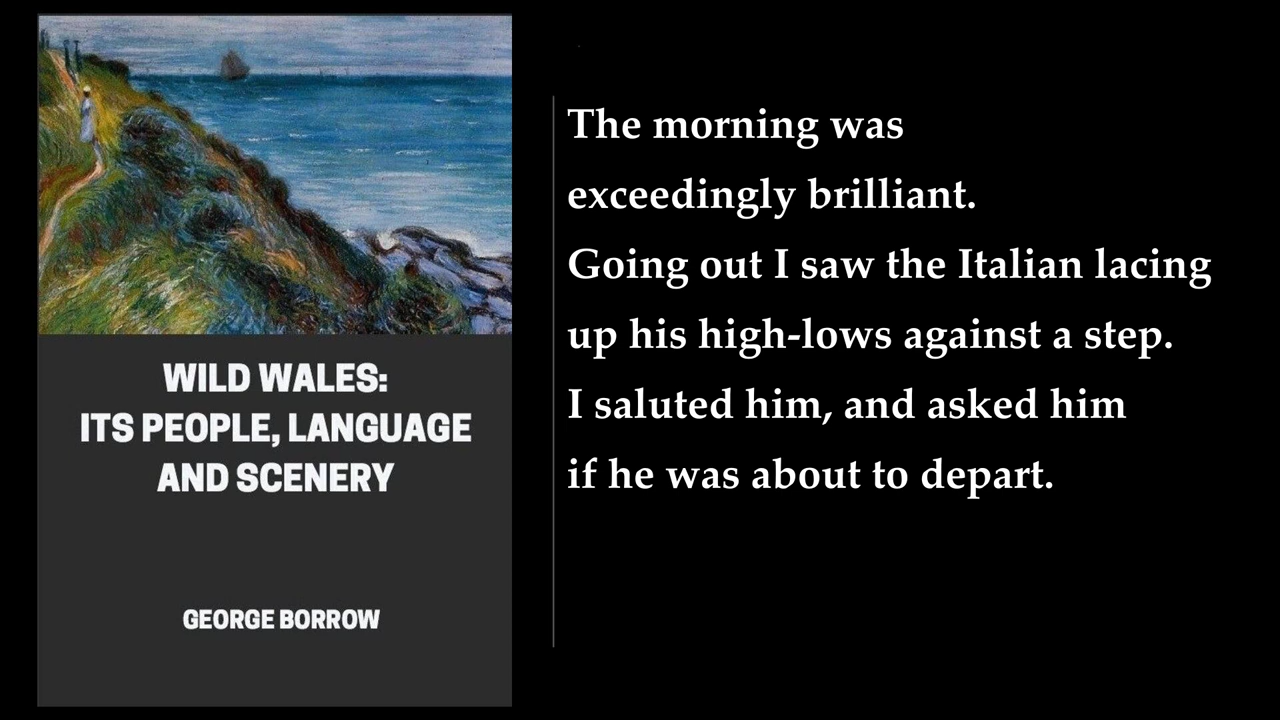 WILD WALES:
ITS PEOPLE, LANGUAGE
AND SCENERY
GEORGE BORROW
The morning was
exceedingly brilliant.
Going out I saw the Italian lacing
up his high-lows against a step.
I saluted him, and asked him
if he was about to depart.